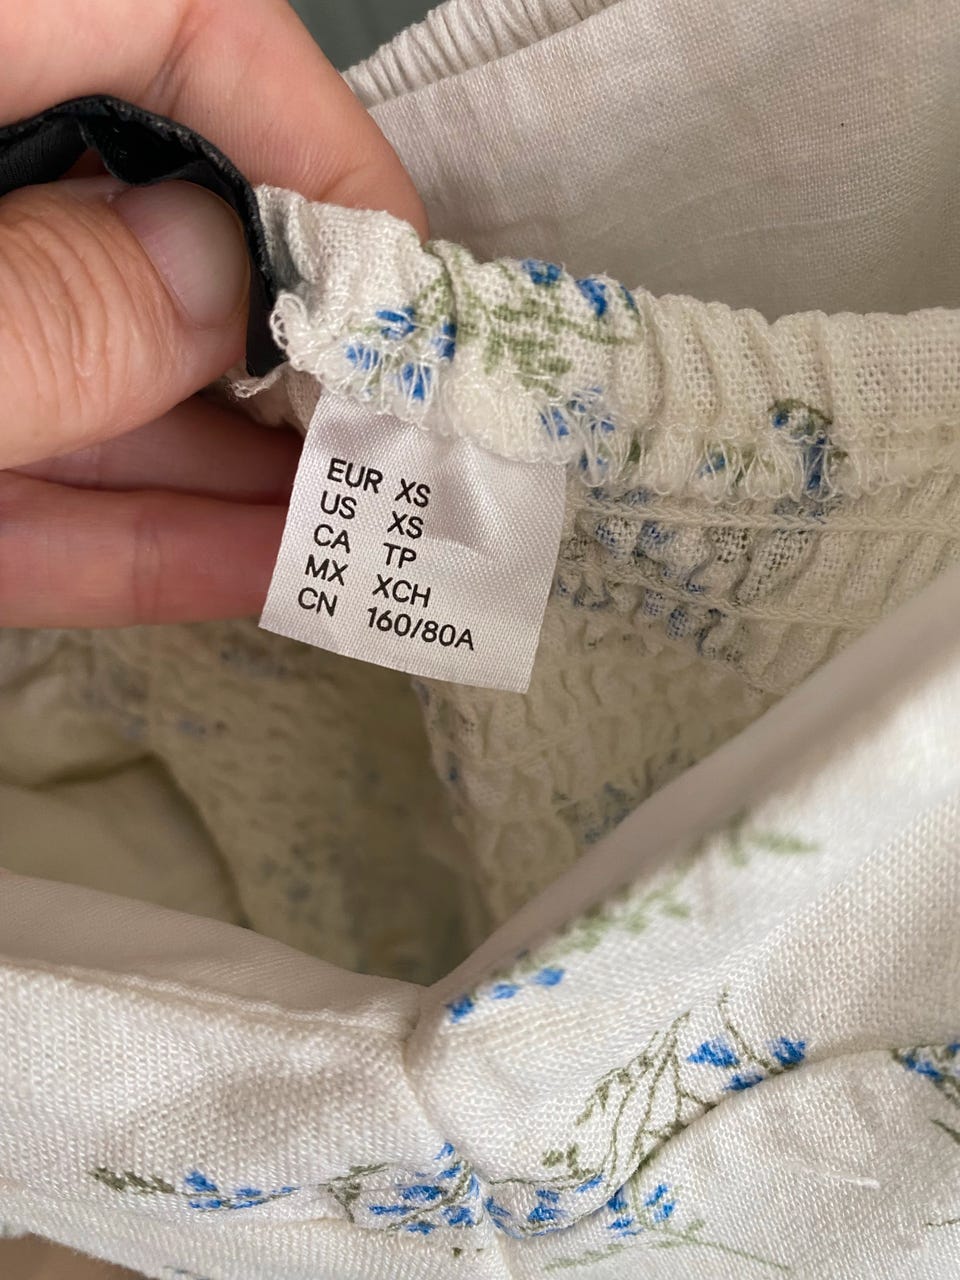 EUR XS
US XS
CA TP
MX XCH
CN 160/80A